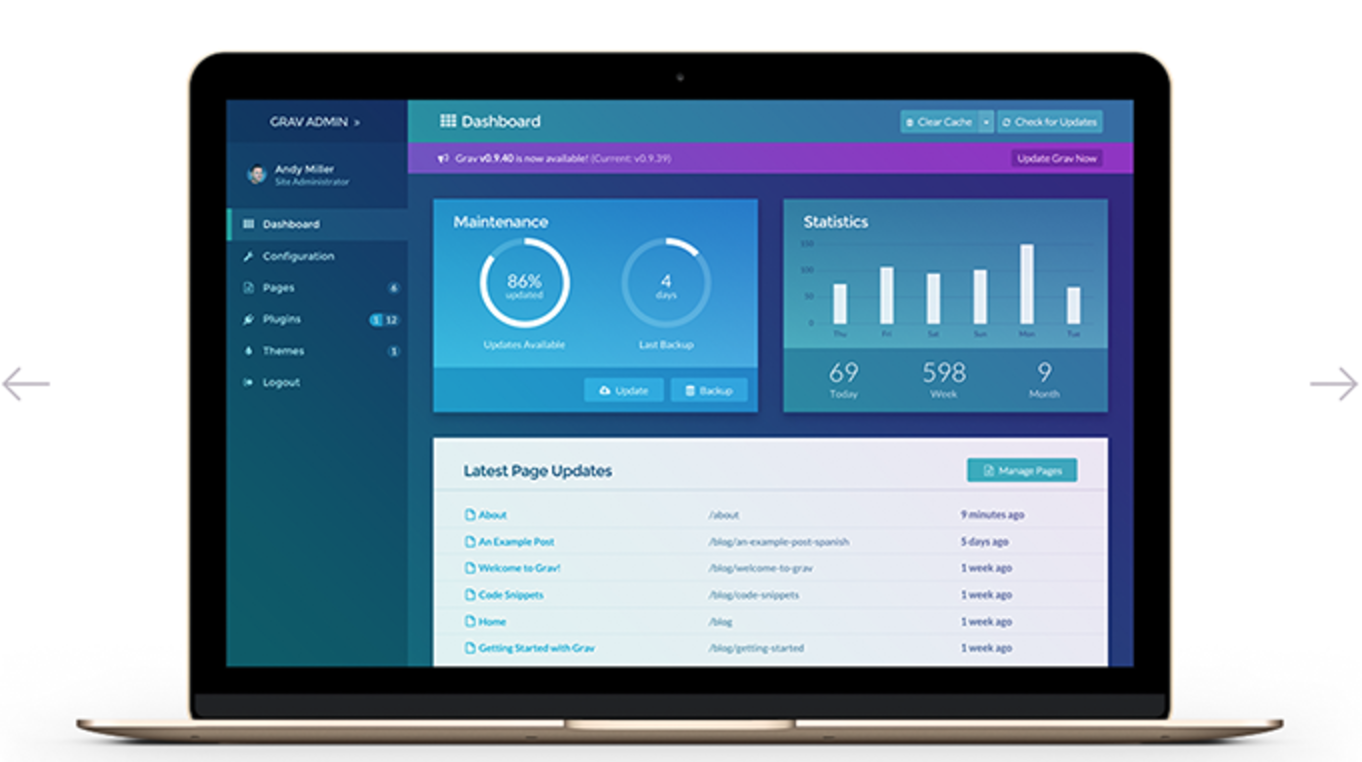 GRAV ADMIN »
Andy Miller
Site Administrator
Dashboard
Configuration
Pages 6
Plugins 1 12
Themes 1
Logout
Dashboard
Clear Cache
Check for Updates
Grav v0.9.40 is now available! (Current: v0.9.39)
Update Grav Now
Maintenance
86%
updated
Updates Available
4
days
Last Backup
Update
Backup
Statistics
150
100
50
0
Thu Fri Sat Sun Mon Tue
69 598 9
Today Week Month
Latest Page Updates
Manage Pages
About /about 9 minutes ago
An Example Post /blog/an-example-post-spanish 5 days ago
Welcome to Grav! /blog/welcome-to-grav 1 week ago
Code Snippets /blog/code-snippets 1 week ago
Home /blog 1 week ago
Getting Started with Grav /blog/getting-started 1 week ago